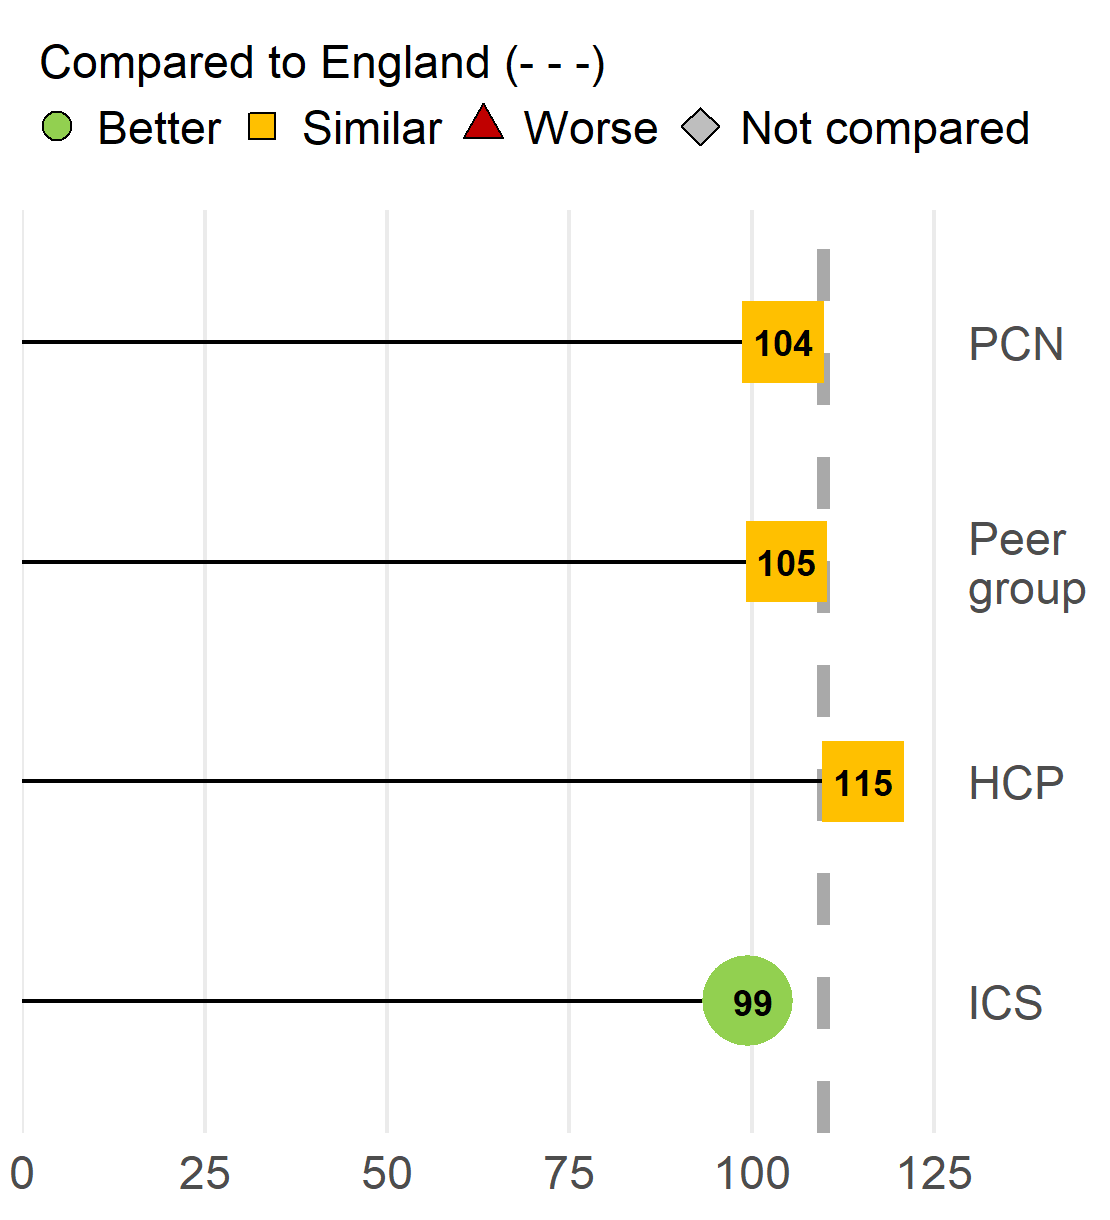 Compared to England (- - -)
Better Similar Worse Not compared
104 PCN
105 Peer
group
115 HCP
99 ICS
0 25 50 75 100 125